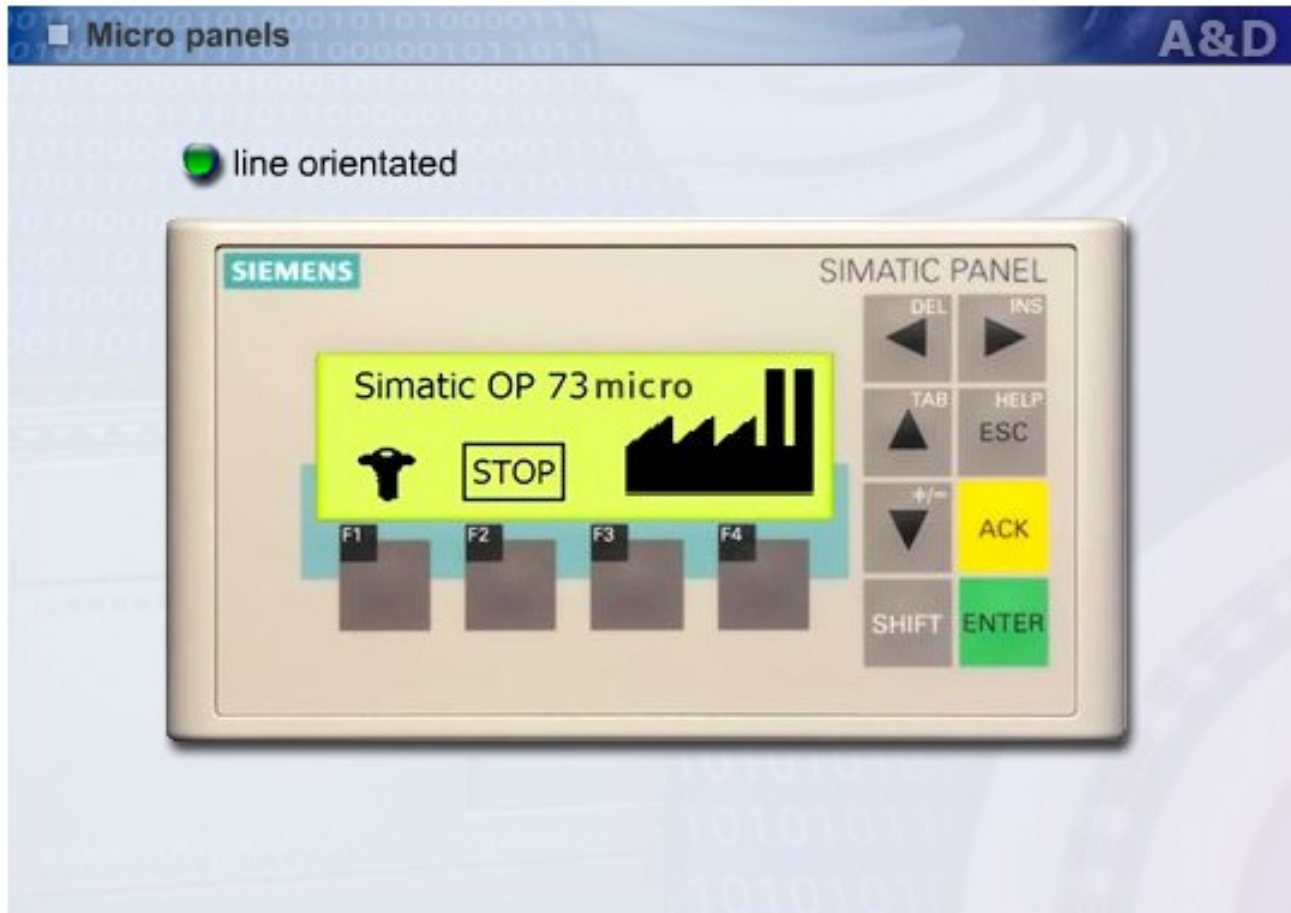 Micro panels
A&D
line orientated
SIEMENS
SIMATIC PANEL
DEL
INS
Simatic OP 73 micro
TAB
HELP
ESC
STOP
+/-
ACK
F1
F2
F3
F4
SHIFT
ENTER